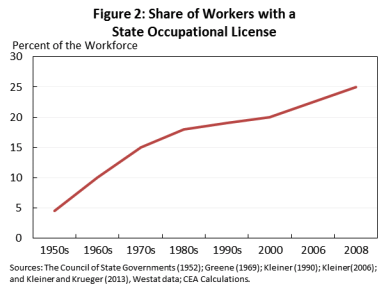 Figure 2: Share of Workers with a
State Occupational License
Percent of the Workforce
30
25
20
15
10
5
0
1950s 1960s 1970s 1980s 1990s 2000 2006 2008
Sources: The Council of State Governments (1952); Greene (1969); Kleiner (1990); Kleiner(2006);
and Kleiner and Krueger (2013), Westat data; CEA Calculations.